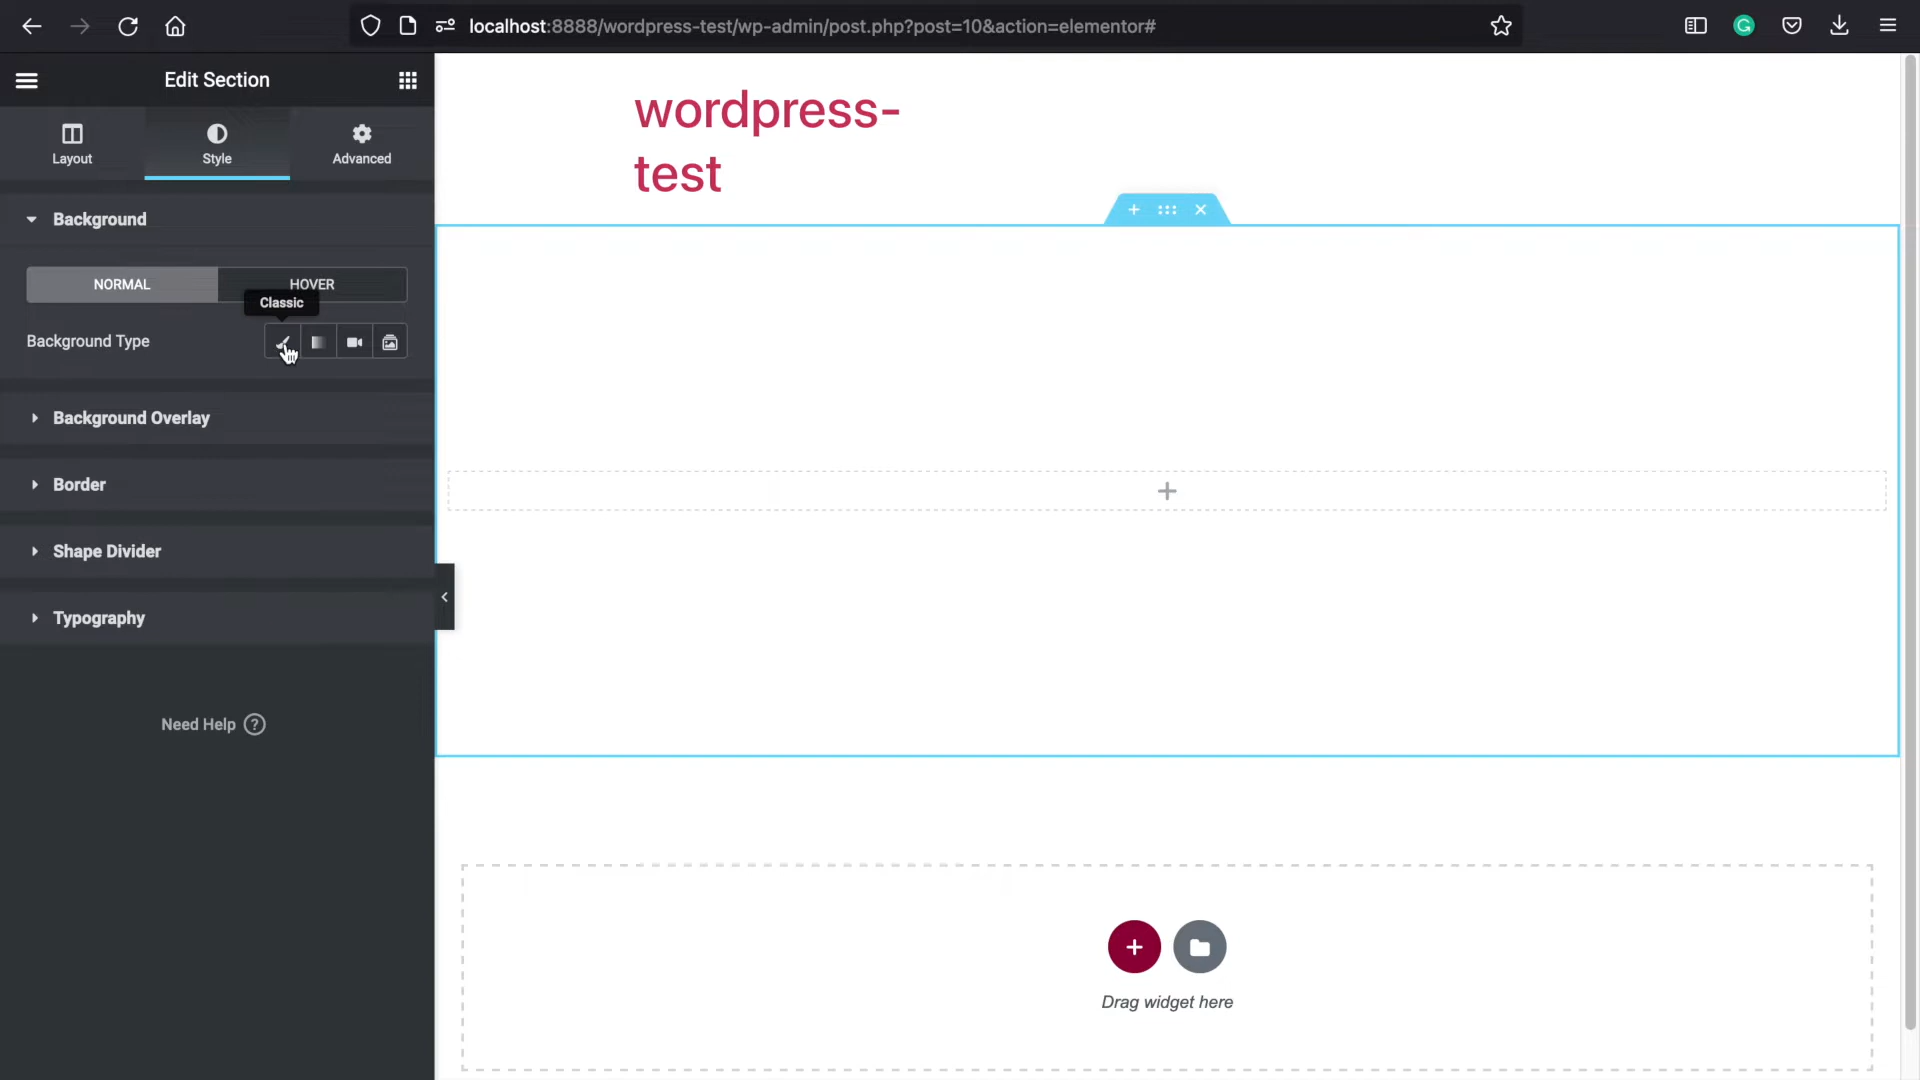 localhost:8888/wordpress-test/wp-admin/post.php?post=10&action=elementor#
G
Edit Section
Layout
Style
Advanced
Background
NORMAL
HOVER
Classic
Background Type
Background Overlay
Border
Shape Divider
Typography
Need Help ?
wordpress-
test
Drag widget here